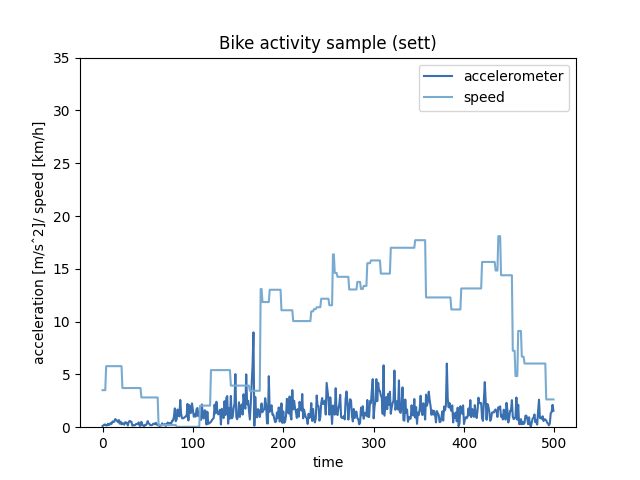 Bike activity sample (sett)
accelerometer
speed
acceleration [m/s^2]/ speed [km/h]
35
30
25
20
15
10
5
0
0 100 200 300 400 500
time